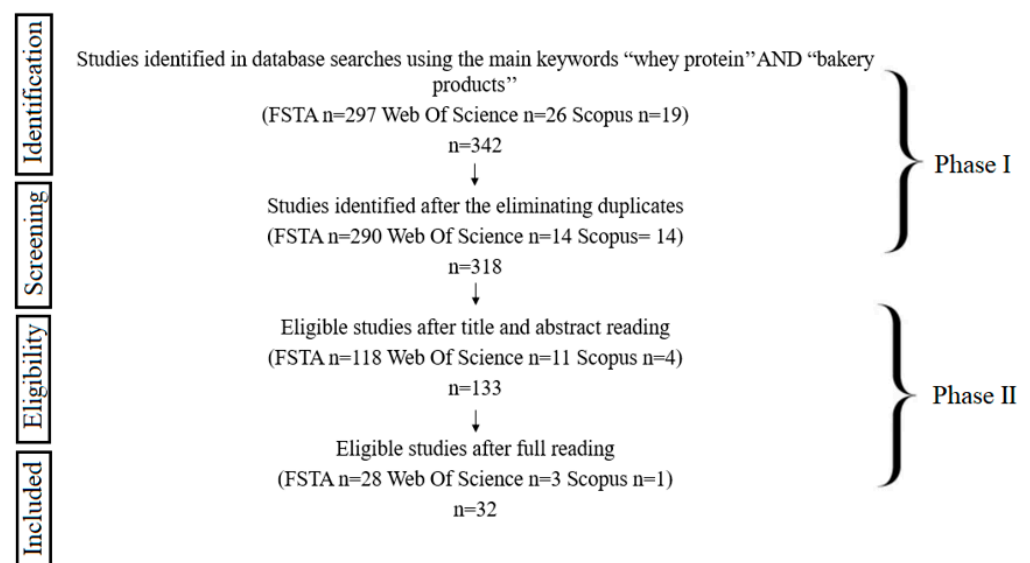 Identification
Studies identified in database searches using the main keywords “whey protein”AND “bakery
products”
(FSTA n=297 Web Of Science n=26 Scopus n=19)
n=342
Phase I
Screening
Studies identified after the eliminating duplicates
(FSTA n=290 Web Of Science n=14 Scopus= 14)
n=318
Eligibility
Eligible studies after title and abstract reading
(FSTA n=118 Web Of Science n=11 Scopus n=4)
n=133
Phase II
Included
Eligible studies after full reading
(FSTA n=28 Web Of Science n=3 Scopus n=1)
n=32